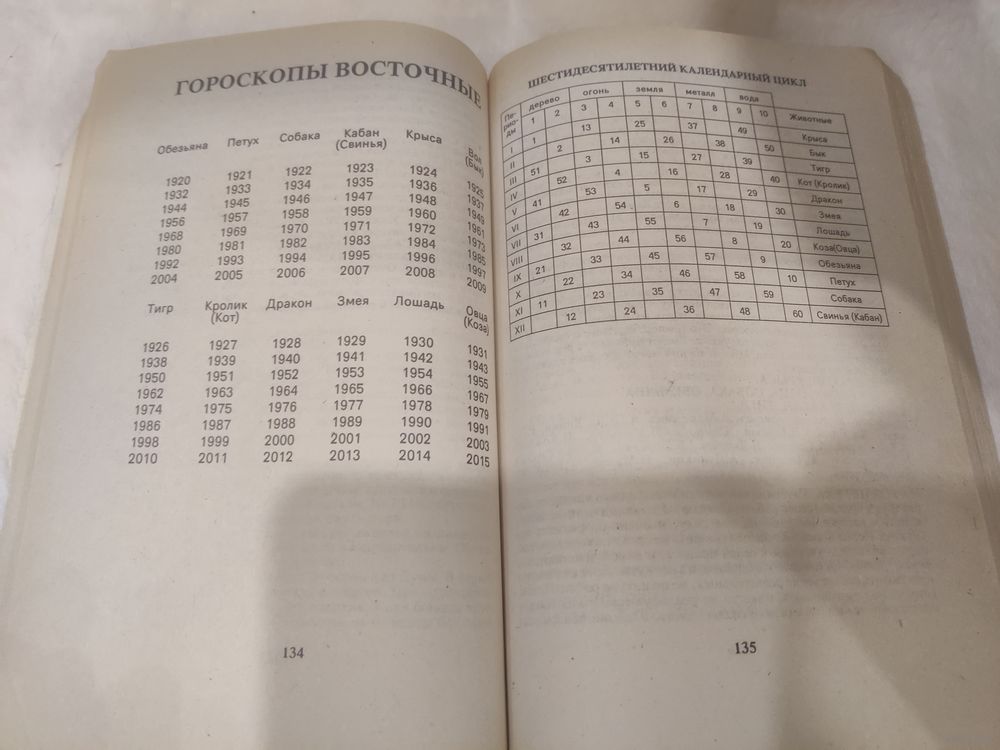 ГОРОСКОПЫ ВОСТОЧНЫЕ
Обезьяна Петух Собака Кабан (Свинья) Крыса Вол (Бык)
1920 1921 1922 1923 1924 1925
1932 1933 1934 1935 1936 1937
1944 1945 1946 1947 1948 1949
1956 1957 1958 1959 1960 1961
1968 1969 1970 1971 1972 1973
1980 1981 1982 1983 1984 1985
1992 1993 1994 1995 1996 1997
2004 2005 2006 2007 2008 2009
Тигр Кролик (Кот) Дракон Змея Лошадь Овца (Коза)
1926 1927 1928 1929 1930 1931
1938 1939 1940 1941 1942 1943
1950 1951 1952 1953 1954 1955
1962 1963 1964 1965 1966 1967
1974 1975 1976 1977 1978 1979
1986 1987 1988 1989 1990 1991
1998 1999 2000 2001 2002 2003
2010 2011 2012 2013 2014 2015
134
ШЕСТИДЕСЯТИЛЕТНИЙ КАЛЕНДАРНЫЙ ЦИКЛ
Пе-рио-ды дерево огонь земля металл вода Животные
1 2 3 4 5 6 7 8 9 10
I 1 13 25 37 49 Крыса
II 2 14 26 38 50 Бык
III 51 3 15 27 39 Тигр
IV 52 4 16 28 40 Кот (Кролик)
V 41 53 5 17 29 Дракон
VI 42 54 6 18 30 Змея
VII 31 43 55 7 19 Лошадь
VIII 32 44 56 8 20 Коза(Овца)
IX 21 33 45 57 9 Обезьяна
X 22 34 46 58 10 Петух
XI 11 23 35 47 59 Собака
XII 12 24 36 48 60 Свинья (Кабан)
135